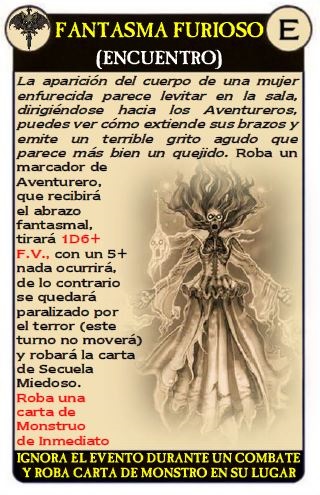 FANTASMA FURIOSO
E
(ENCUENTRO)
La aparición del cuerpo de una mujer
enfurecida parece levitar en la sala,
dirigiéndose hacia los Aventureros,
puedes ver cómo extiende sus brazos y
emite un terrible grito agudo que
parece más bien un quejido. Roba un
marcador de
Aventurero,
que recibirá
el abrazo
fantasmal,
tirará 1D6+
F.V., con un 5+
nada ocurrirá,
de lo contrario
se quedará
paralizado por
el terror (este
turno no moverá)
y robará la carta
de Secuela
Miedoso.
Roba una
carta de
Monstruo
de Inmediato
IGNORA EL EVENTO DURANTE UN COMBATE
Y ROBA CARTA DE MONSTRO EN SU LUGAR